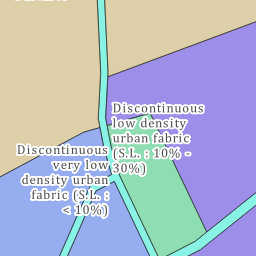 Discontinuous
low density
urban fabric
(S.L. : 10% -
30%)
Discontinuous
very low
density urban
fabric (S.L. :
< 10%)